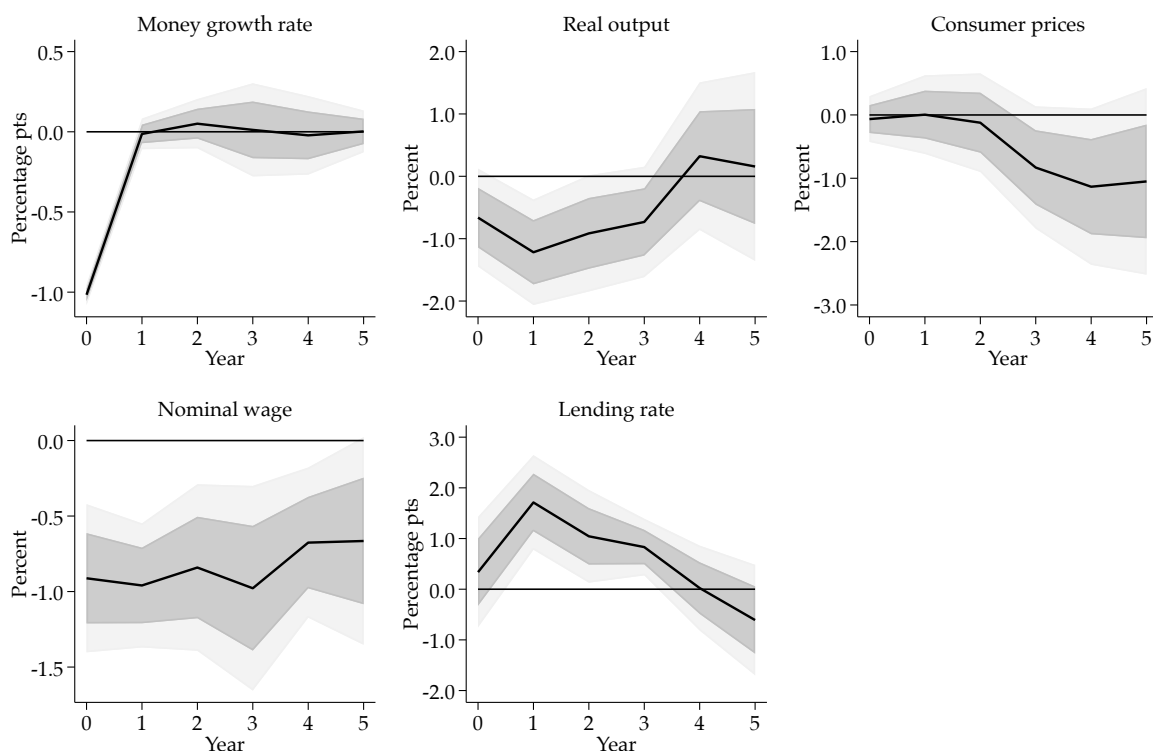 Money growth rate
Percentage pts
0.5
0.0
-0.5
-1.0
0 1 2 3 4 5
Year
Real output
Percent
2.0
1.0
0.0
-1.0
-2.0
0 1 2 3 4 5
Year
Consumer prices
Percent
1.0
0.0
-1.0
-2.0
-3.0
0 1 2 3 4 5
Year
Nominal wage
Percent
0.0
-0.5
-1.0
-1.5
0 1 2 3 4 5
Year
Lending rate
Percentage pts
3.0
2.0
1.0
0.0
-1.0
-2.0
0 1 2 3 4 5
Year